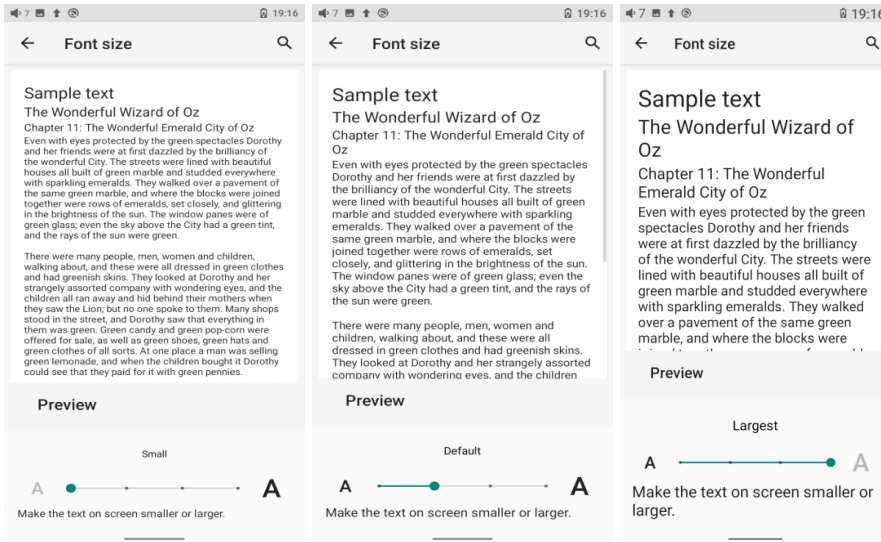 7 19:16
Font size
Sample text
The Wonderful Wizard of Oz
Chapter 11: The Wonderful Emerald City of Oz
Even with eyes protected by the green spectacles Dorothy
and her friends were at first dazzled by the brilliancy of
the wonderful City. The streets were lined with beautiful
houses all built of green marble and studded everywhere
with sparkling emeralds. They walked over a pavement of
the same green marble, and where the blocks were joined
together were rows of emeralds, set closely, and glittering
in the brightness of the sun. The window panes were of
green glass; even the sky above the City had a green tint,
and the rays of the sun were green.
There were many people, men, women and children,
walking about, and these were all dressed in green clothes
and had greenish skins. They looked at Dorothy and her
strangely assorted company with wondering eyes, and the
children all ran away and hid behind their mothers when
they saw the Lion; but no one spoke to them. Many shops
stood in the street, and Dorothy saw that everything in
them was green. Green candy and green pop-corn were
offered for sale, as well as green shoes, green hats and
green clothes of all sorts. At one place a man was selling
green lemonade, and when the children bought it Dorothy
could see that they paid for it with green pennies.
Preview
Small
A A
Make the text on screen smaller or larger.
7 19:16
Font size
Sample text
The Wonderful Wizard of Oz
Chapter 11: The Wonderful Emerald City of
Oz
Even with eyes protected by the green spectacles
Dorothy and her friends were at first dazzled by
the brilliancy of the wonderful City. The streets
were lined with beautiful houses all built of green
marble and studded everywhere with sparkling
emeralds. They walked over a pavement of the
same green marble, and where the blocks were
joined together were rows of emeralds, set
closely, and glittering in the brightness of the sun.
The window panes were of green glass; even the
sky above the City had a green tint, and the rays of
the sun were green.
There were many people, men, women and
children, walking about, and these were all
dressed in green clothes and had greenish skins.
They looked at Dorothy and her strangely assorted
company with wondering eyes, and the children
Preview
Default
A A
Make the text on screen smaller or larger.
7 19:16
Font size
Sample text
The Wonderful Wizard of
Oz
Chapter 11: The Wonderful
Emerald City of Oz
Even with eyes protected by the green
spectacles Dorothy and her friends
were at first dazzled by the brilliancy
of the wonderful City. The streets were
lined with beautiful houses all built of
green marble and studded everywhere
with sparkling emeralds. They walked
over a pavement of the same green
marble, and where the blocks were
Preview
Largest
A A
Make the text on screen smaller or
larger.